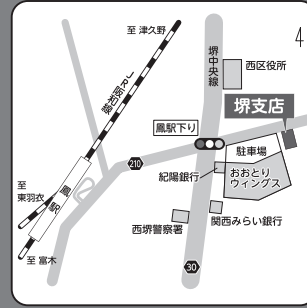 至 津久野
4
JR阪和線
堺中央線
西区役所
堺支店
鳳駅下り
駐車場
210
紀陽銀行
おおとり
ウィングス
至
東羽衣
鳳駅
西堺警察署
関西みらい銀行
至 富木
30